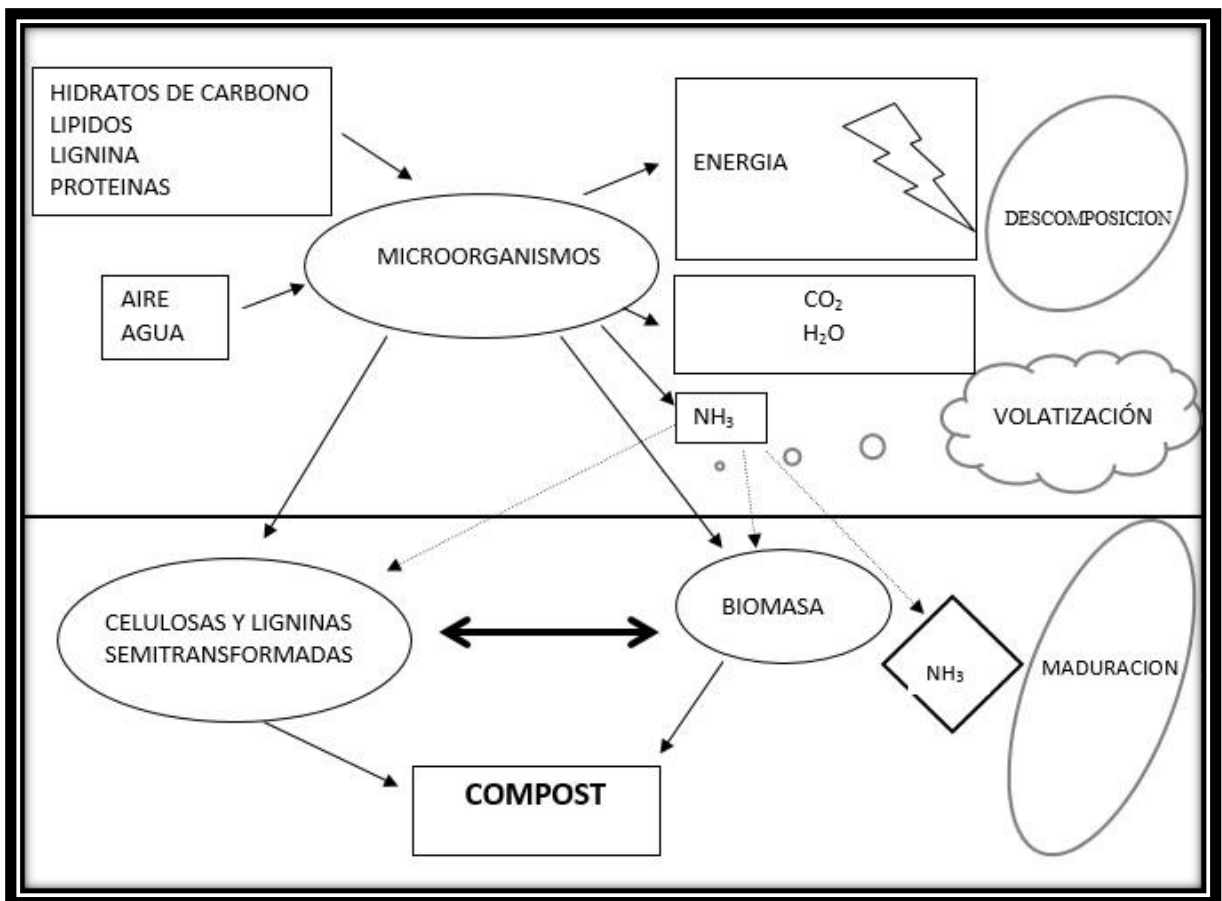 HIDRATOS DE CARBONO
LIPIDOS
LIGNINA
PROTEINAS
ENERGIA
DESCOMPOSICION
MICROORGANISMOS
AIRE
AGUA
CO₂
H₂O
NH₃
VOLATIZACIÓN
CELULOSAS Y LIGNINAS
SEMITRANSFORMADAS
BIOMASA
NH₃
MADURACION
COMPOST